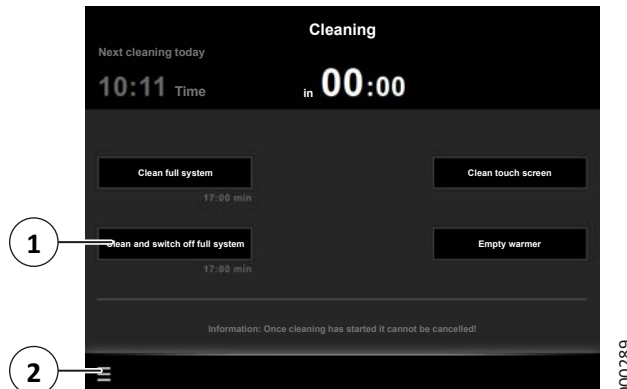 Cleaning
Next cleaning today
10:11 Time
in 00:00
Clean full system
Clean touch screen
17:00 min
1
Clean and switch off full system
Empty warmer
17:00 min
Information: Once cleaning has started it cannot be cancelled!
2